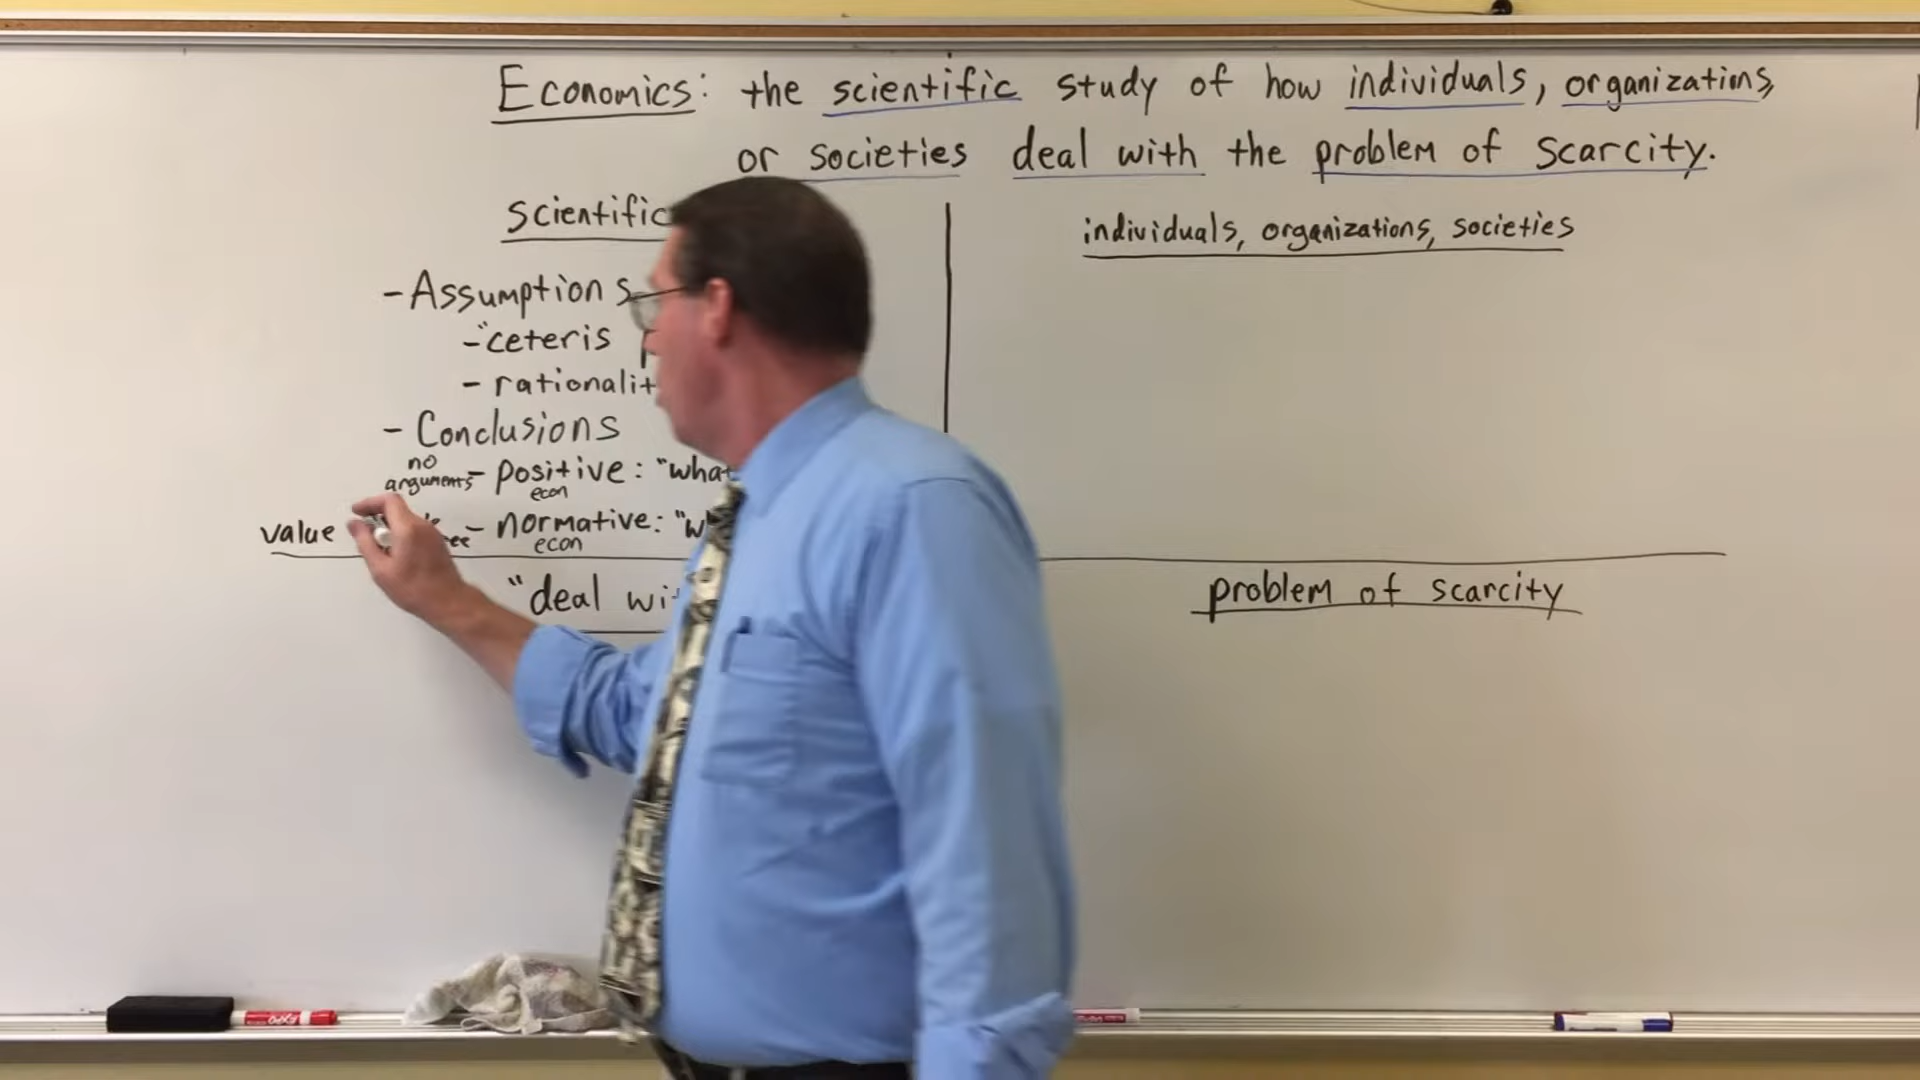 Economics: the scientific study of how individuals, organizations,
or societies deal with the problem of scarcity.
scientific
individuals, organizations, societies
- Assumptions
- "ceteris
- rationalit
- Conclusions
no
arguments - positive: "what
econ
value - normative: "w
econ
"deal wi
problem of scarcity
EXPO